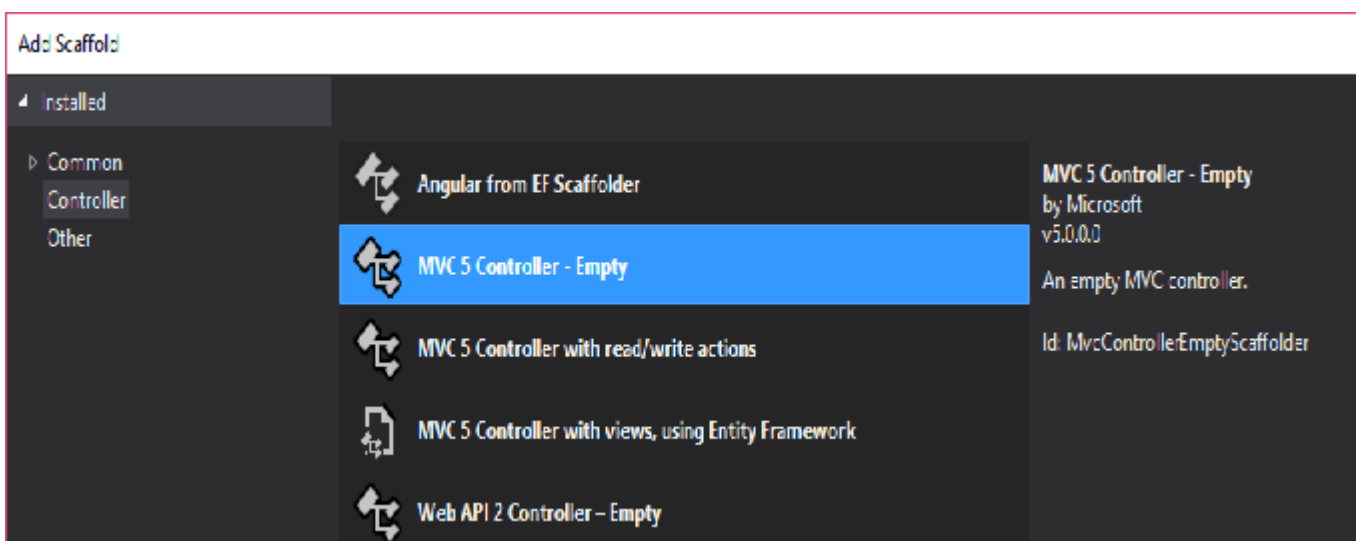 Add Scaffold
Installed
Common
Controller
Other
Angular from EF Scaffolder
MVC 5 Controller - Empty
MVC 5 Controller with read/write actions
MVC 5 Controller with views, using Entity Framework
Web API 2 Controller – Empty
MVC 5 Controller - Empty
by Microsoft
v5.0.0.0
An empty MVC controller.
Id: MvcControllerEmptyScaffolder